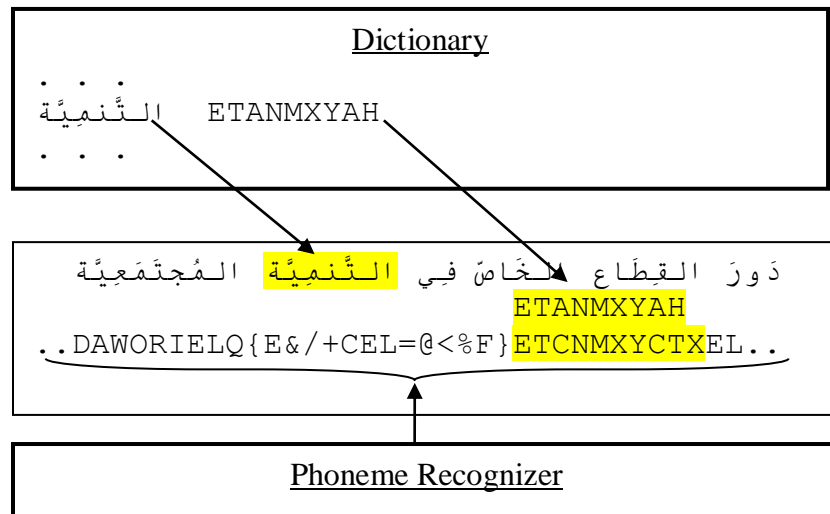 Dictionary
. . .
التَّنمِيَّة ETANMXYAH
. . .
دَورَ القِطَاع الخَاصّ فِي التَّنمِيَّة المُجتَمَعِيَّة
ETANMXYAH
..DAWORIELQ{E&/+CEL=@<%F}ETCNMXYCTXEL..
Phoneme Recognizer